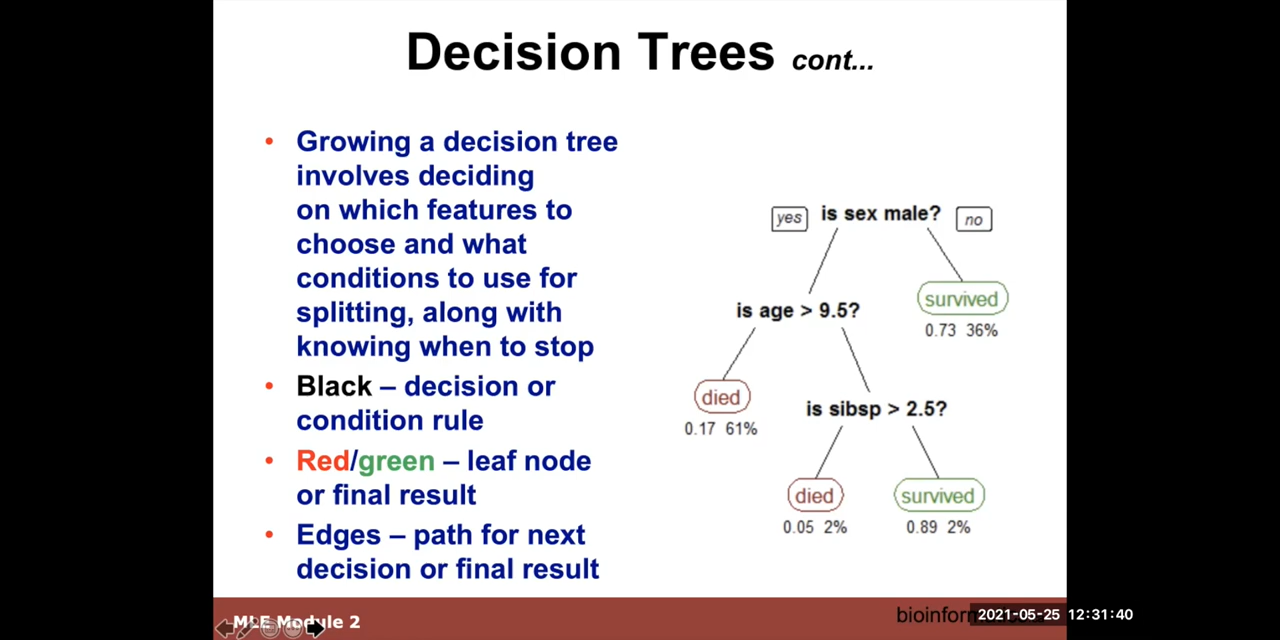 Decision Trees cont...
• Growing a decision tree
involves deciding
on which features to
choose and what
conditions to use for
splitting, along with
knowing when to stop
• Black – decision or
condition rule
• Red/green – leaf node
or final result
• Edges – path for next
decision or final result
yes is sex male? no
survived
0.73 36%
is age > 9.5?
died
0.17 61%
is sibsp > 2.5?
died survived
0.05 2% 0.89 2%
MLE Module 2
2021-05-25 12:31:40